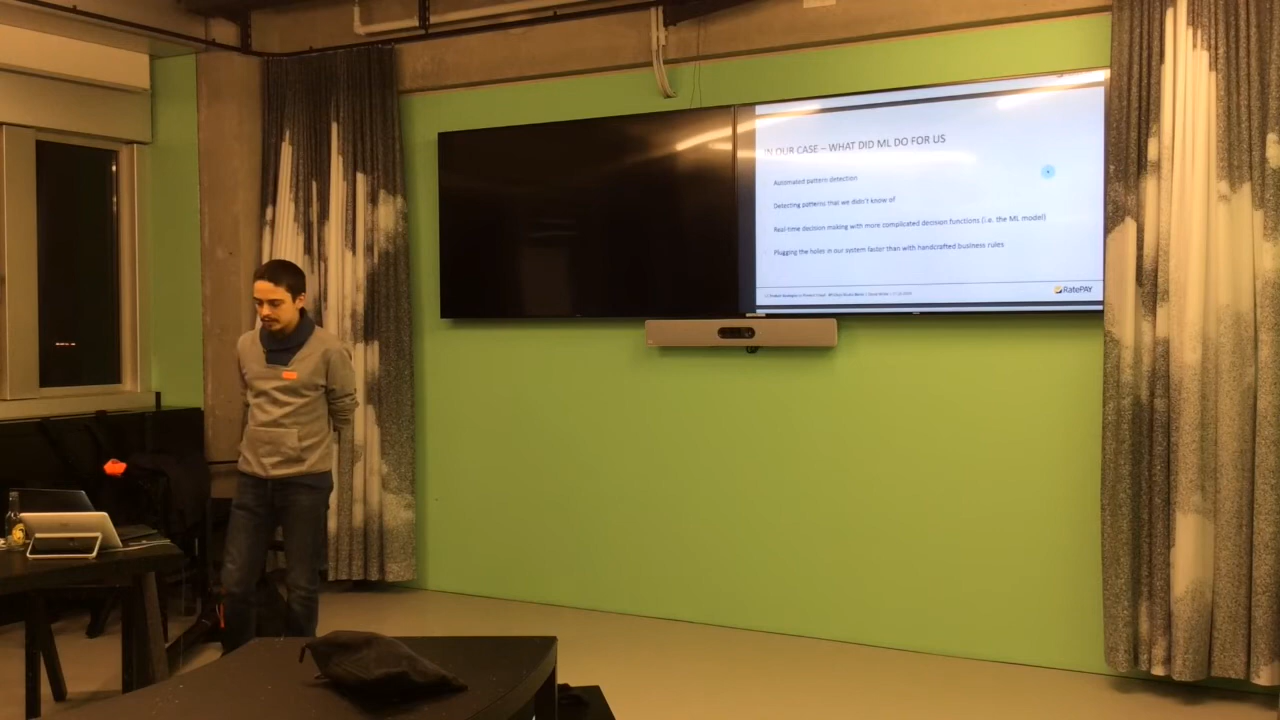 IN OUR CASE – WHAT DID ML DO FOR US
Automated pattern detection
Detecting patterns that we didn't know of
Real-time decision making with more complicated decision functions (i.e. the ML model)
Plugging the holes in our system faster than with handcrafted business rules
RatePAY